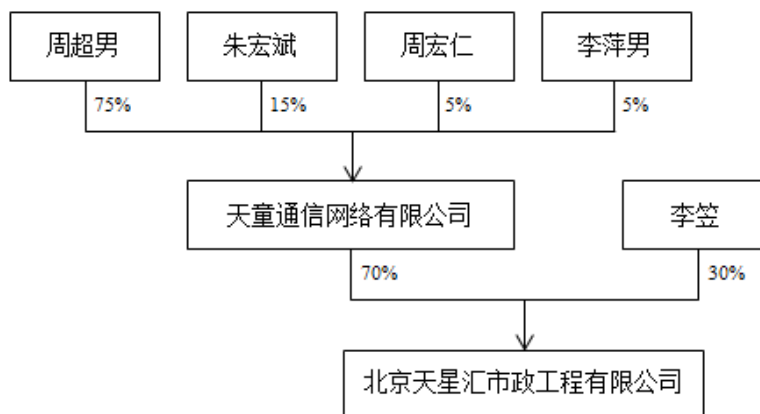 周超男 朱宏斌 周宏仁 李萍男
75% 15% 5% 5%
天童通信网络有限公司 李笠
70% 30%
北京天星汇市政工程有限公司